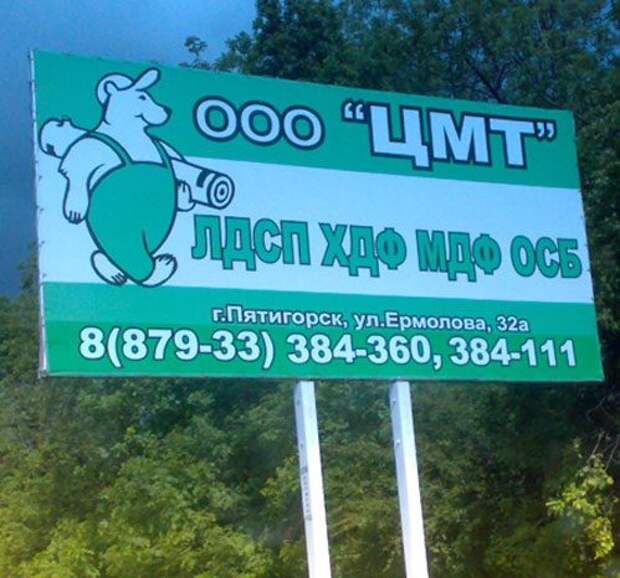 ООО "ЦМТ"
ЛДСП ХДФ МДФ ОСБ
г.Пятигорск, ул.Ермолова, 32а
8(879-33) 384-360, 384-111